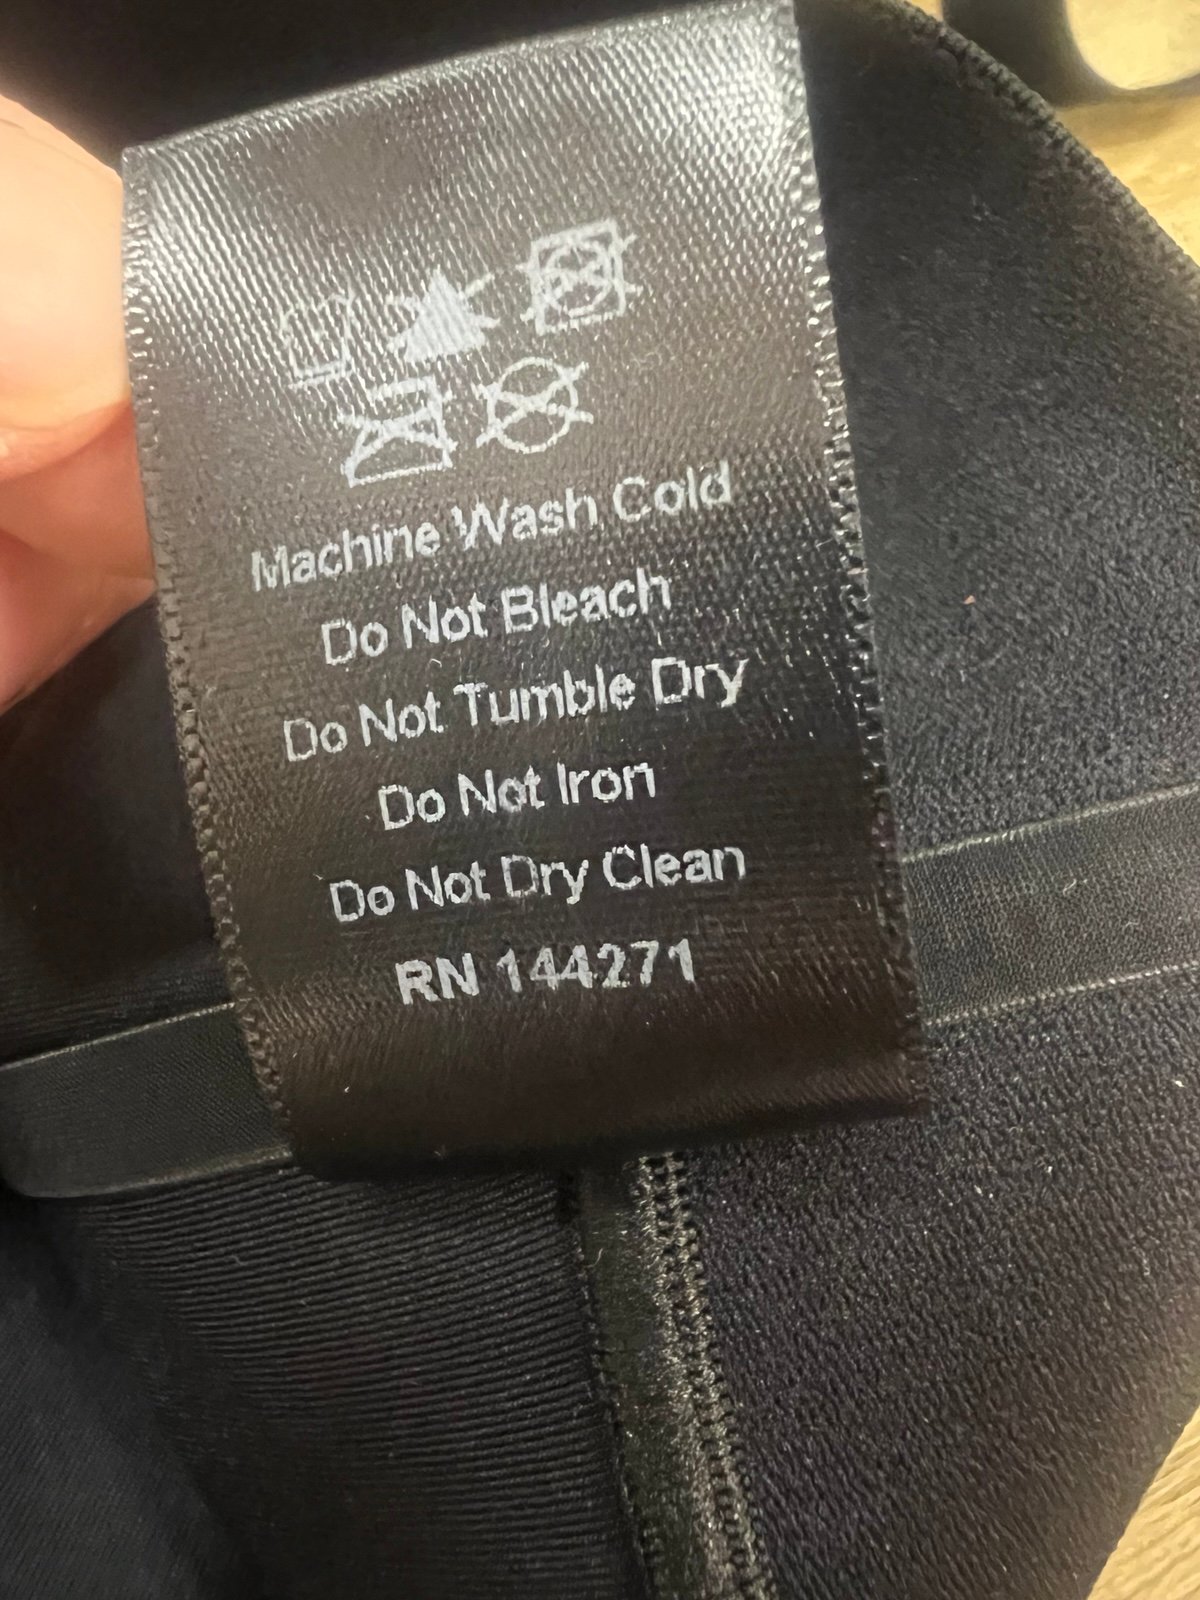 Machine Wash Cold
Do Not Bleach
Do Not Tumble Dry
Do Not Iron
Do Not Dry Clean
RN 144271